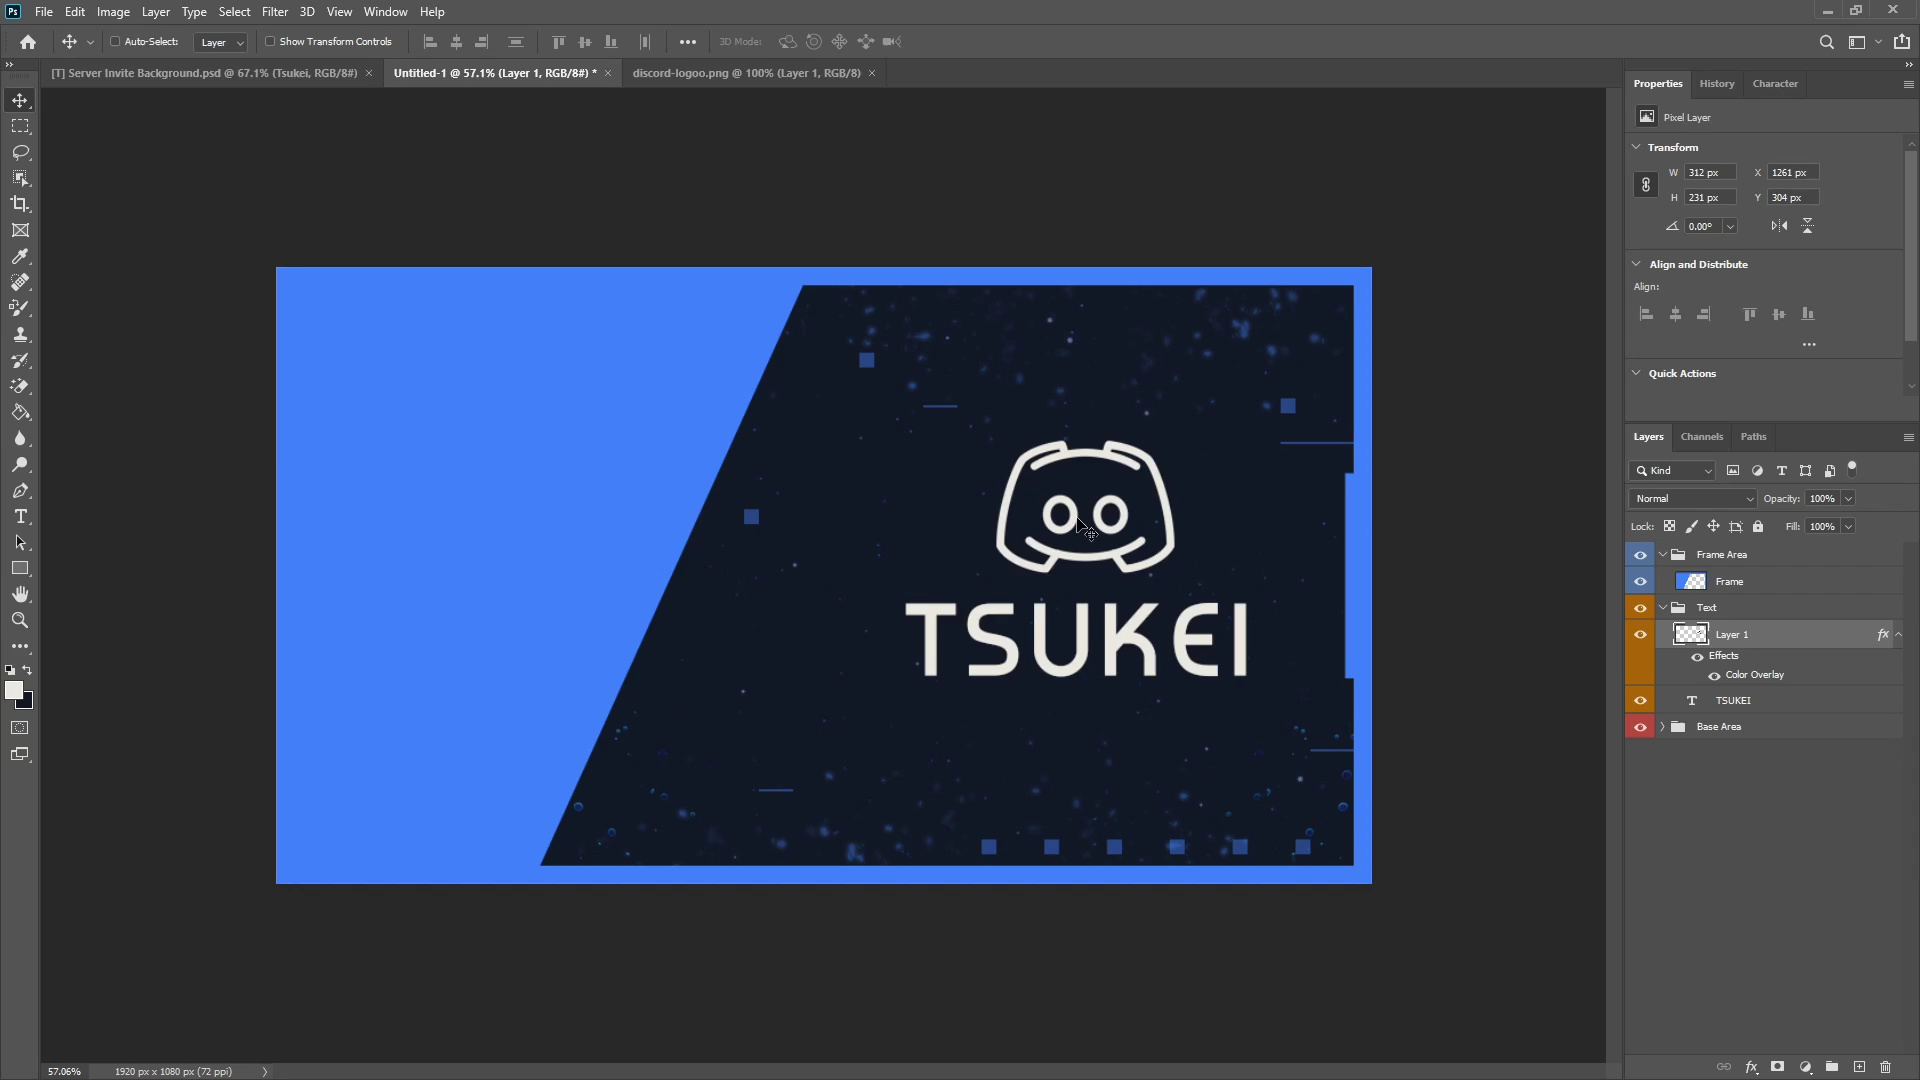 Ps File Edit Image Layer Type Select Filter 3D View Window Help
Auto-Select: Layer Show Transform Controls 3D Mode:
[T] Server Invite Background.psd @ 67.1% (Tsukei, RGB/8#) Untitled-1 @ 57.1% (Layer 1, RGB/8#) * discord-logoo.png @ 100% (Layer 1, RGB/8)
TSUKEI
57.06% 1920 px x 1080 px (72 ppi)
Properties History Character
Pixel Layer
Transform
W 312 px X 1261 px
H 231 px Y 304 px
0.00°
Align and Distribute
Align:
Quick Actions
Layers Channels Paths
Kind
Normal Opacity: 100%
Lock: Fill: 100%
Frame Area
Frame
Text
Layer 1 fx
Effects
Color Overlay
T TSUKEI
Base Area
fx